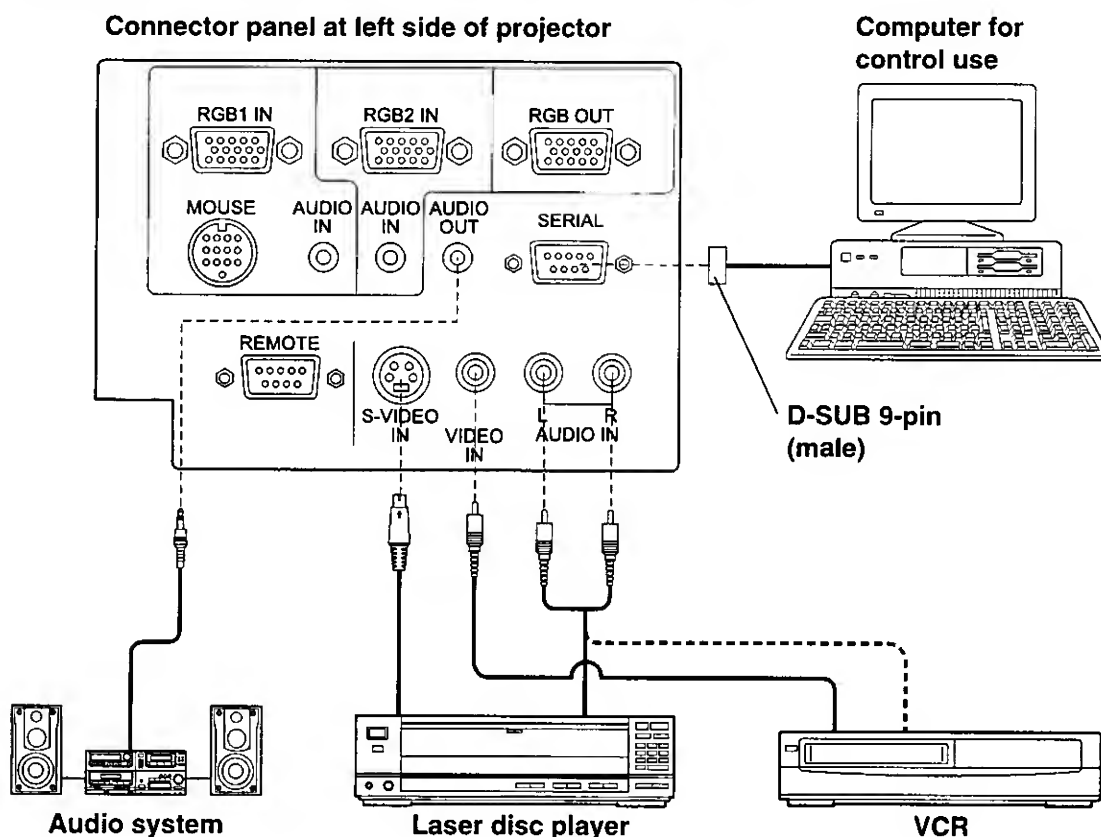 Connector panel at left side of projector
Computer for
control use
RGB1 IN
RGB2 IN
RGB OUT
MOUSE
AUDIO
IN
AUDIO
IN
AUDIO
OUT
SERIAL
REMOTE
S-VIDEO
IN
VIDEO
IN
L
R
AUDIO IN
D-SUB 9-pin
(male)
Audio system
Laser disc player
VCR